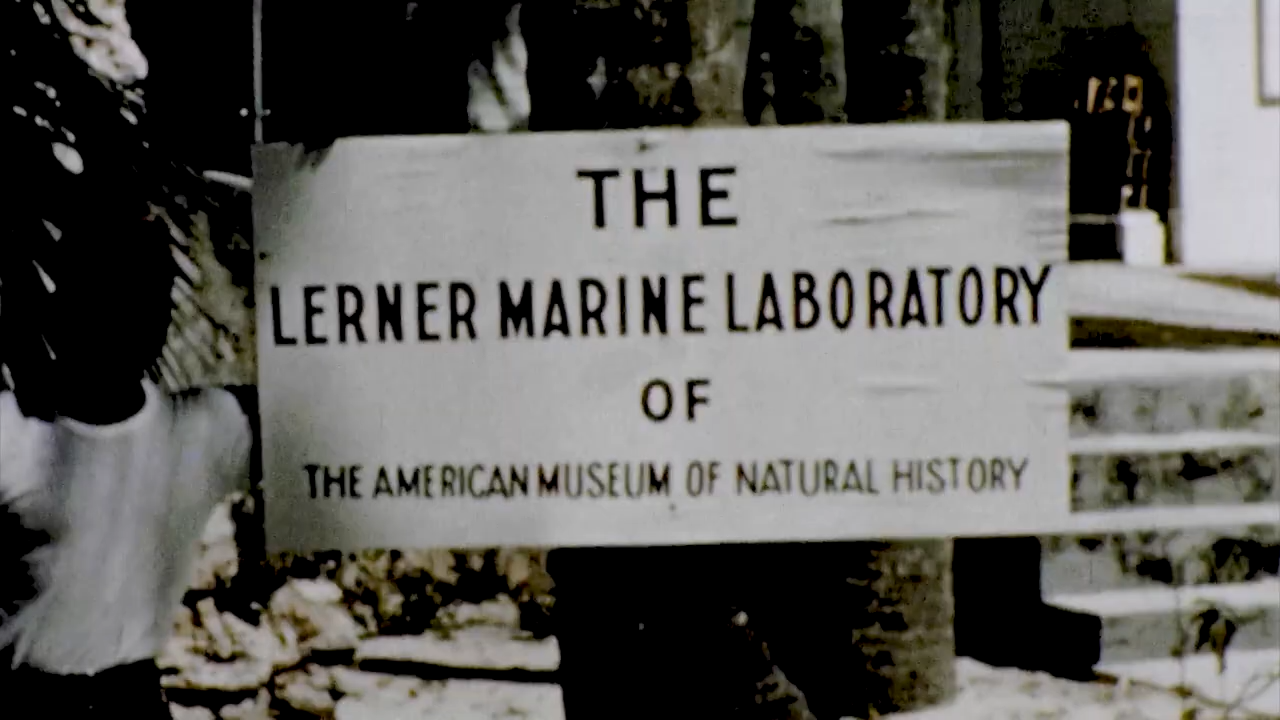 THE
LERNER MARINE LABORATORY
OF
THE AMERICAN MUSEUM OF NATURAL HISTORY